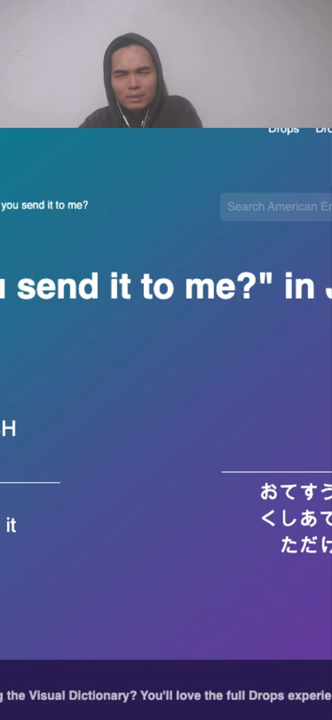 Drops
you send it to me?
Search American En
u send it to me?" in J
H
it
おてすう
くしあて
ただけ
g the Visual Dictionary? You'll love the full Drops experie